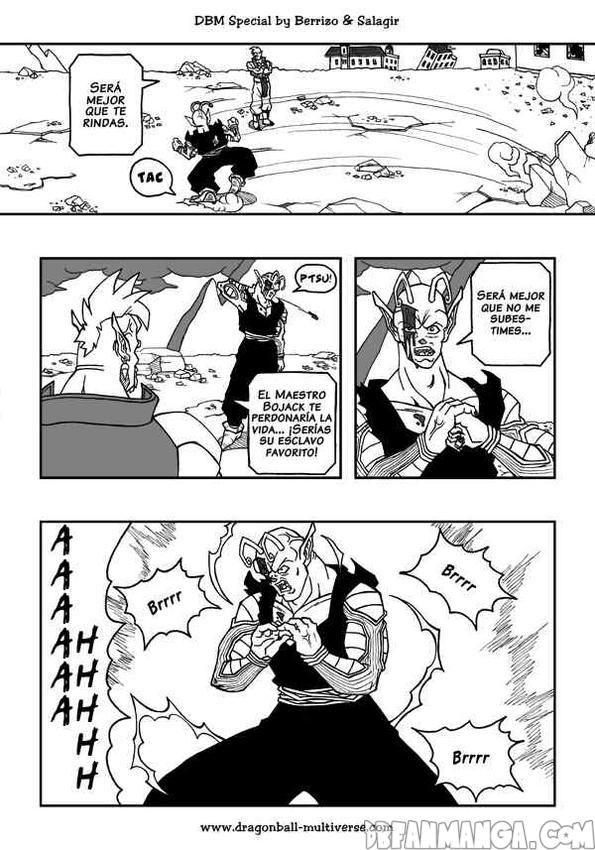 DBM Special by Berrizo & Salagir
SERÁ
MEJOR
QUE TE
RINDAS.
TAC
PTSU!
SERÁ MEJOR
QUE NO ME
SUBES-
TIMES...
EL MAESTRO
BOJACK TE
PERDONARÍA LA
VIDA... ¡SERÍAS
SU ESCLAVO
FAVORITO!
A
A
A
AH
AH
AH
H
H
Brrrr
Brrrr
Brrrr
www.dragonball-multiverse.com
DBFANMANGA.COM